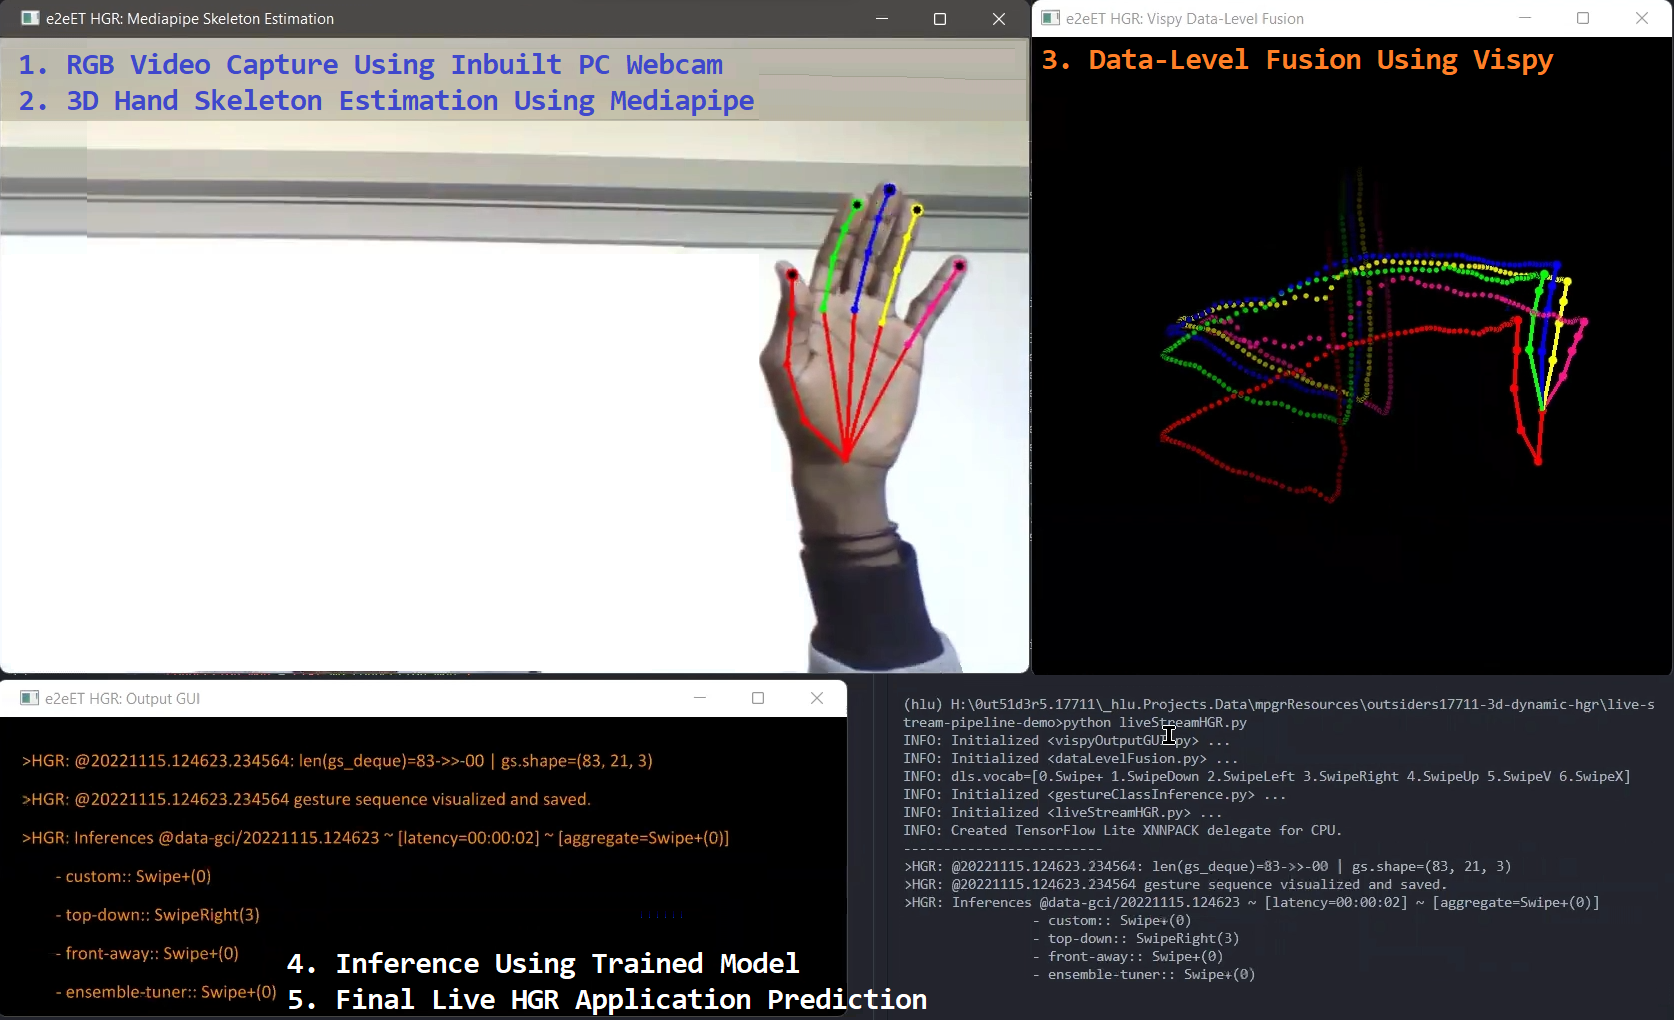 e2eET HGR: Mediapipe Skeleton Estimation
1. RGB Video Capture Using Inbuilt PC Webcam
2. 3D Hand Skeleton Estimation Using Mediapipe
e2eET HGR: Vispy Data-Level Fusion
3. Data-Level Fusion Using Vispy
e2eET HGR: Output GUI
>HGR: @20221115.124623.234564: len(gs_deque)=83->>-00 | gs.shape=(83, 21, 3)
>HGR: @20221115.124623.234564 gesture sequence visualized and saved.
>HGR: Inferences @data-gci/20221115.124623 ~ [latency=00:00:02] ~ [aggregate=Swipe+(0)]
- custom:: Swipe+(0)
- top-down:: SwipeRight(3)
- front-away:: Swipe+(0)
- ensemble-tuner:: Swipe+(0)
4. Inference Using Trained Model
5. Final Live HGR Application Prediction
(hlu) H:\0ut51d3r5.17711\_hlu.Projects.Data\mpgrResources\outsiders17711-3d-dynamic-hgr\live-s
tream-pipeline-demo>python liveStreamHGR.py
INFO: Initialized <vispyOutputGUI.py> ...
INFO: Initialized <dataLevelFusion.py> ...
INFO: dls.vocab=[0.Swipe+ 1.SwipeDown 2.SwipeLeft 3.SwipeRight 4.SwipeUp 5.SwipeV 6.SwipeX]
INFO: Initialized <gestureClassInference.py> ...
INFO: Initialized <liveStreamHGR.py> ...
INFO: Created TensorFlow Lite XNNPACK delegate for CPU.
-------------------------
>HGR: @20221115.124623.234564: len(gs_deque)=83->>-00 | gs.shape=(83, 21, 3)
>HGR: @20221115.124623.234564 gesture sequence visualized and saved.
>HGR: Inferences @data-gci/20221115.124623 ~ [latency=00:00:02] ~ [aggregate=Swipe+(0)]
- custom:: Swipe+(0)
- top-down:: SwipeRight(3)
- front-away:: Swipe+(0)
- ensemble-tuner:: Swipe+(0)